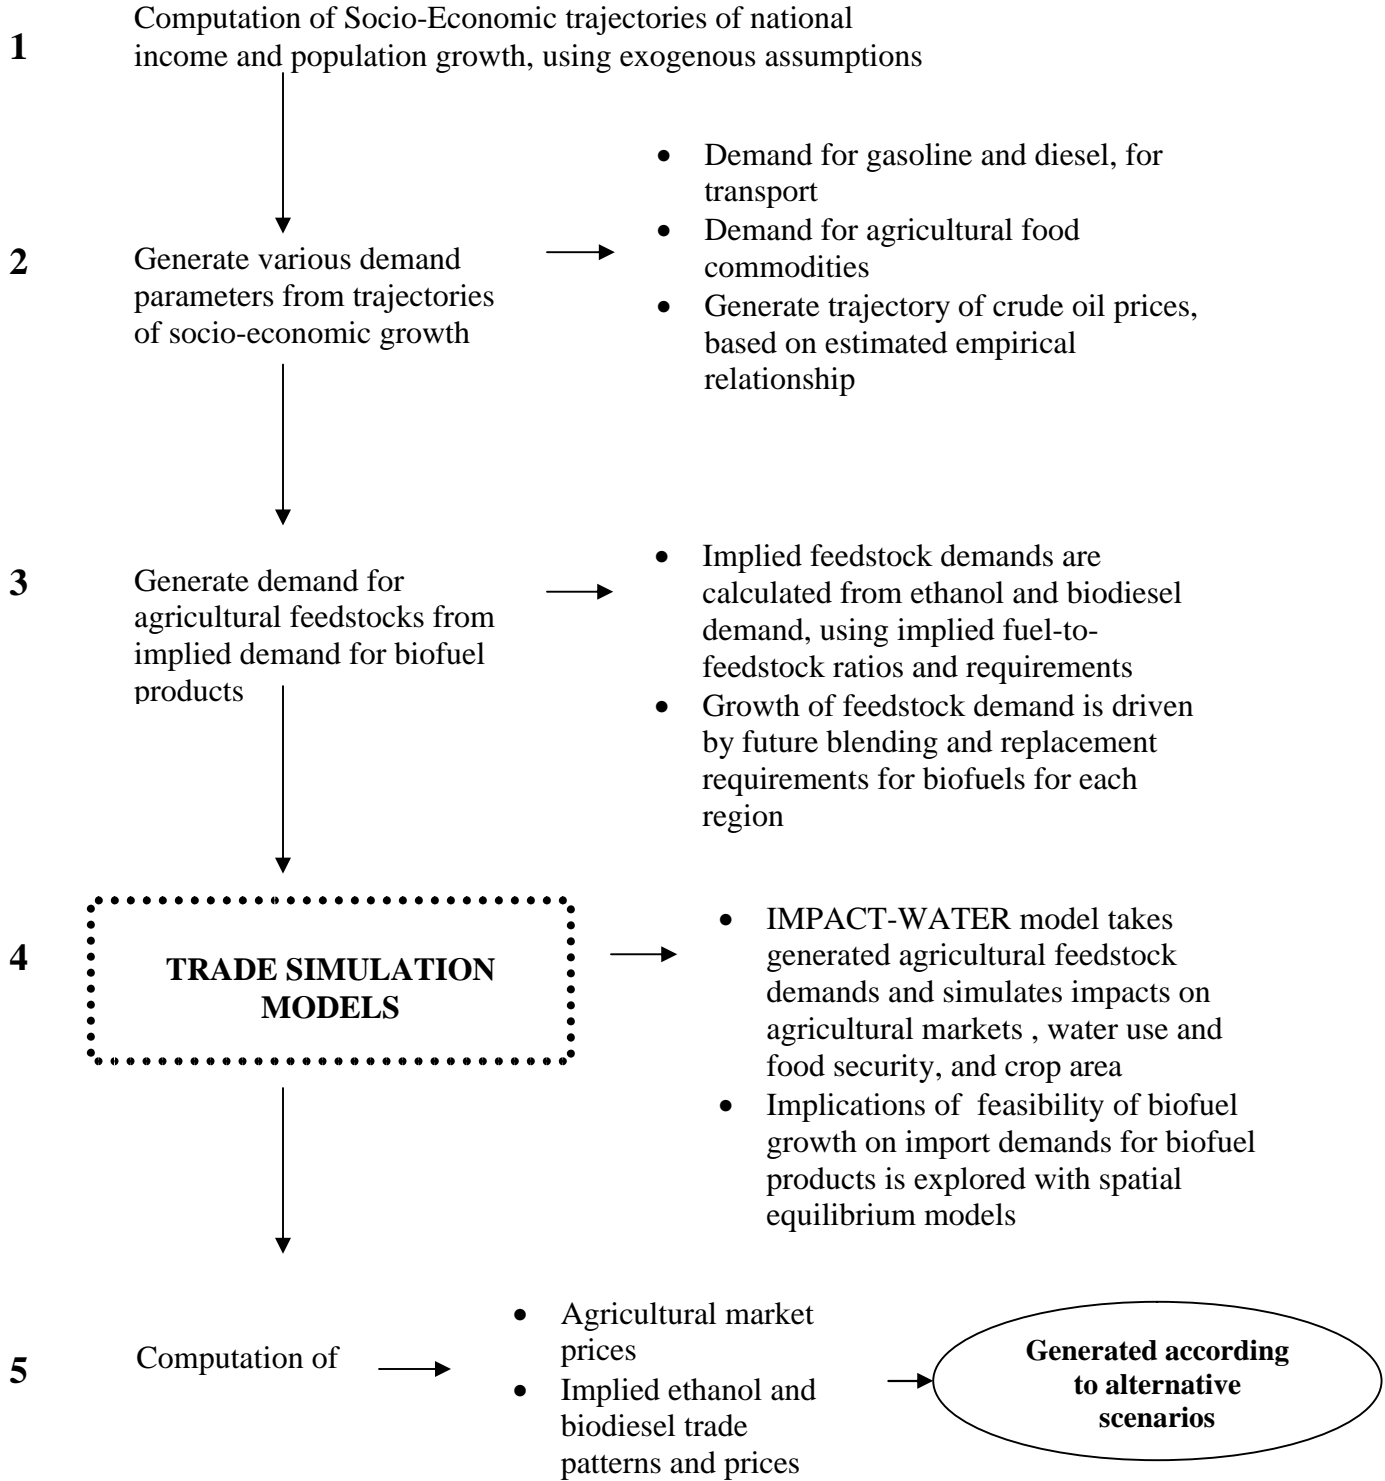 1
Computation of Socio-Economic trajectories of national
income and population growth, using exogenous assumptions
2
Generate various demand
parameters from trajectories
of socio-economic growth
• Demand for gasoline and diesel, for
transport
• Demand for agricultural food
commodities
• Generate trajectory of crude oil prices,
based on estimated empirical
relationship
3
Generate demand for
agricultural feedstocks from
implied demand for biofuel
products
• Implied feedstock demands are
calculated from ethanol and biodiesel
demand, using implied fuel-to-
feedstock ratios and requirements
• Growth of feedstock demand is driven
by future blending and replacement
requirements for biofuels for each
region
4
TRADE SIMULATION
MODELS
• IMPACT-WATER model takes
generated agricultural feedstock
demands and simulates impacts on
agricultural markets , water use and
food security, and crop area
• Implications of feasibility of biofuel
growth on import demands for biofuel
products is explored with spatial
equilibrium models
5
Computation of
• Agricultural market
prices
• Implied ethanol and
biodiesel trade
patterns and prices
Generated according
to alternative
scenarios